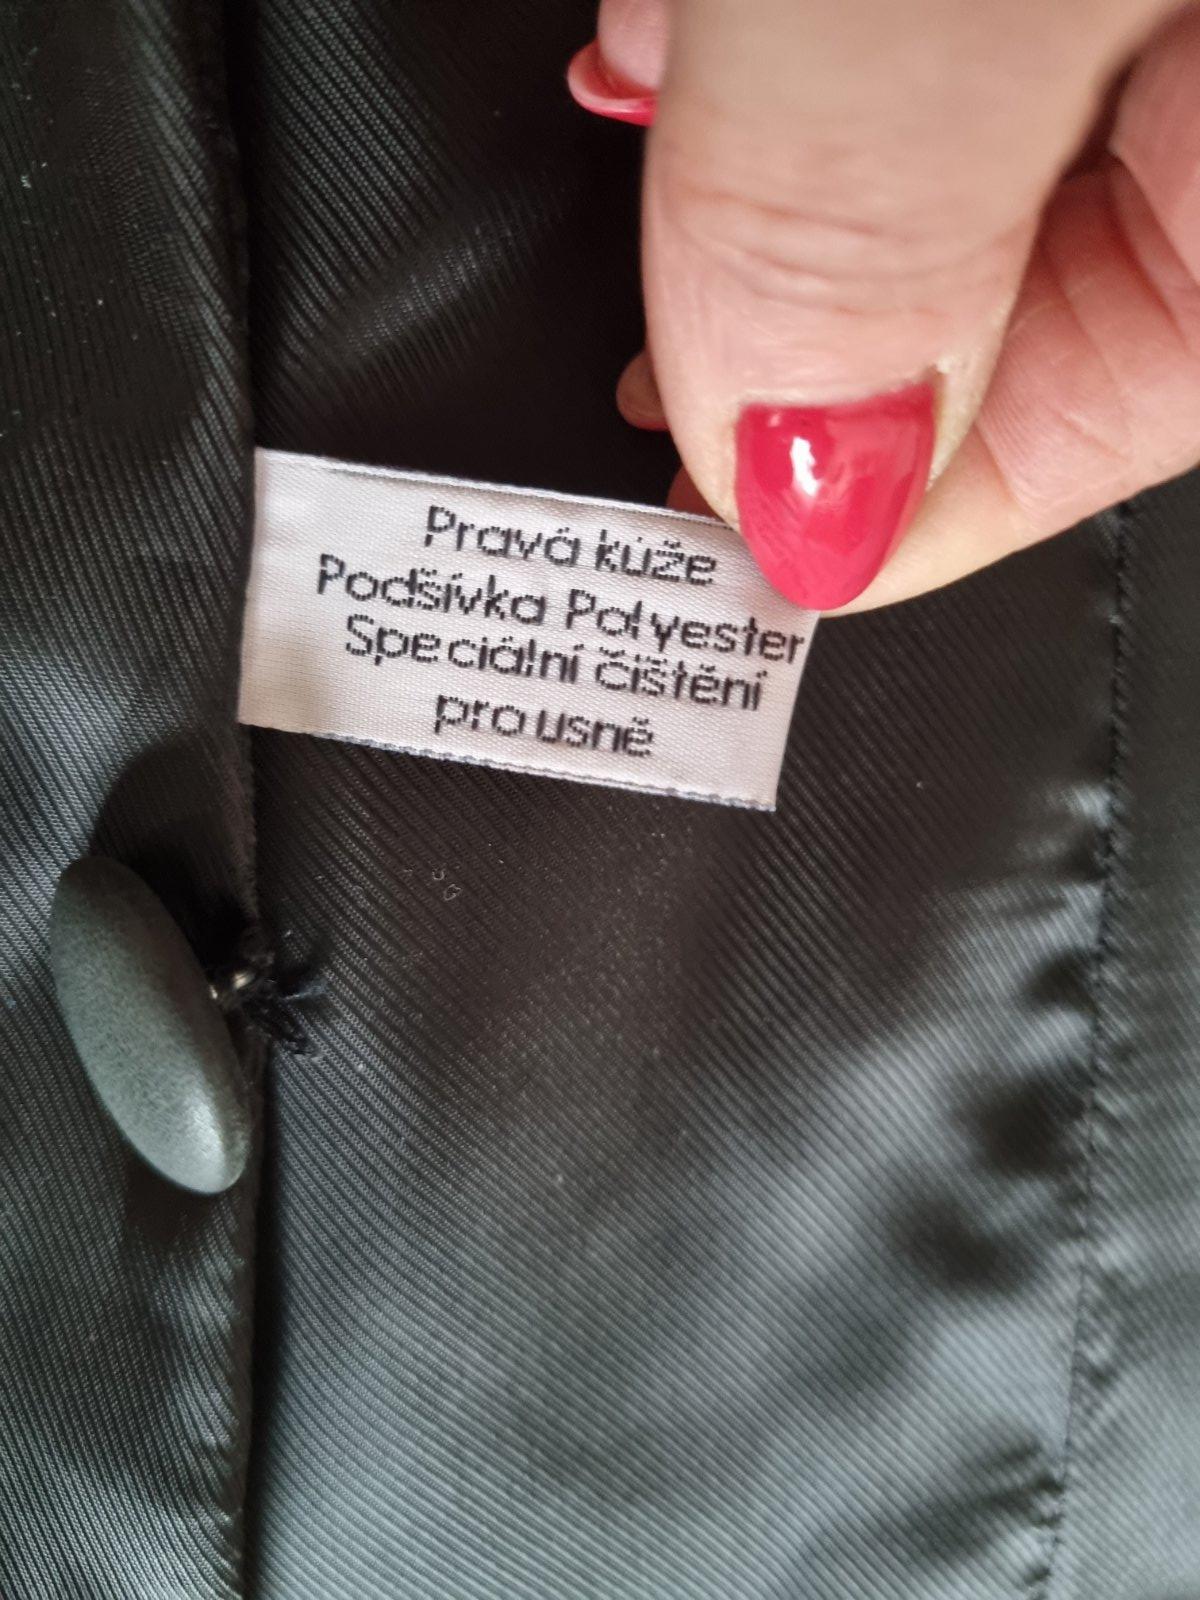 Pravá kůže
Podšívka Polyester
Speciální čištění
pro usně